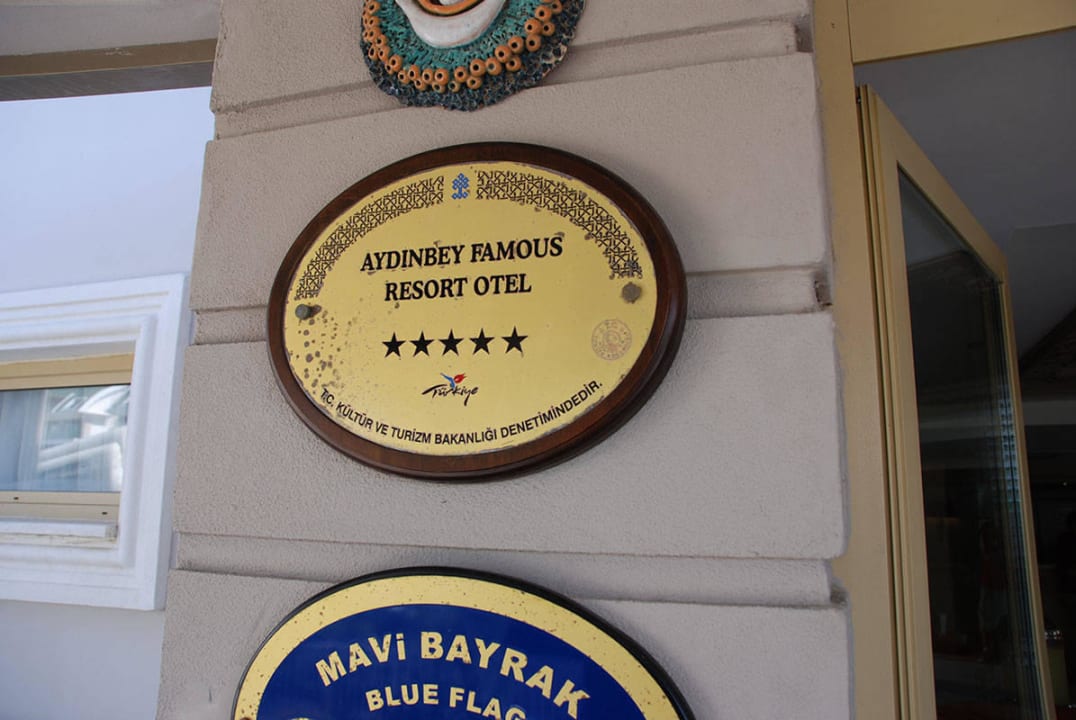 AYDINBEY FAMOUS
RESORT OTEL
Türkiye
T.C. KÜLTÜR VE TURİZM BAKANLIĞI DENETİMİNDEDİR.
MAVİ BAYRAK
BLUE FLAG